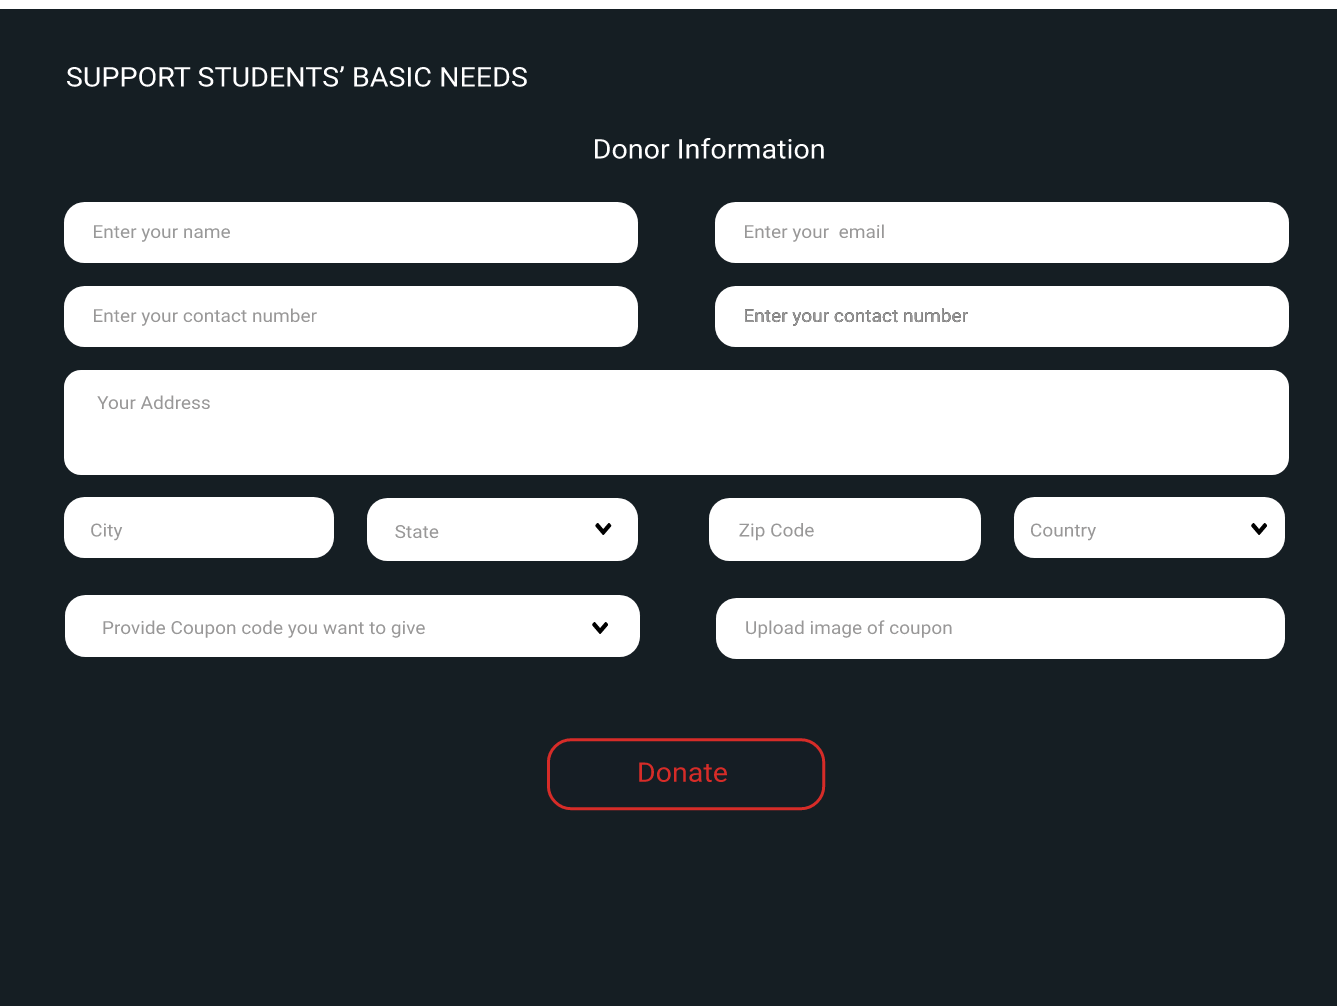 SUPPORT STUDENTS’ BASIC NEEDS
Donor Information
Enter your name
Enter your  email
Enter your contact number
Enter your contact number
Your Address
City
State
Zip Code
Country
Provide Coupon code you want to give
Upload image of coupon
Donate